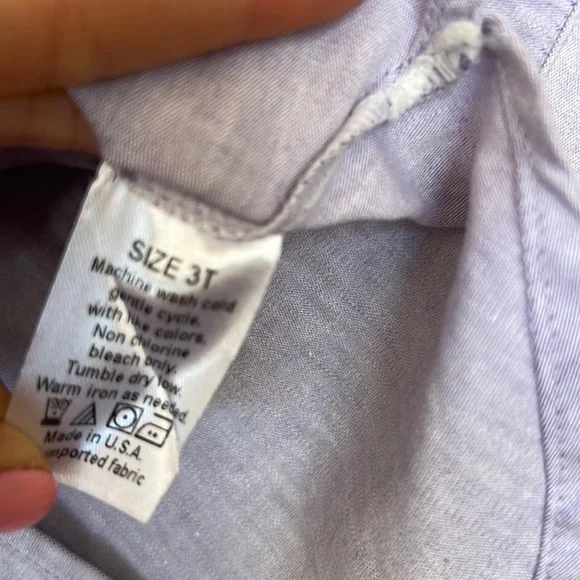 SIZE 3T
Machine wash cold
gentle cycle.
with like colors.
Non chlorine
bleach only.
Tumble dry low.
Warm iron as needed.
Made in U.S.A.
imported fabric